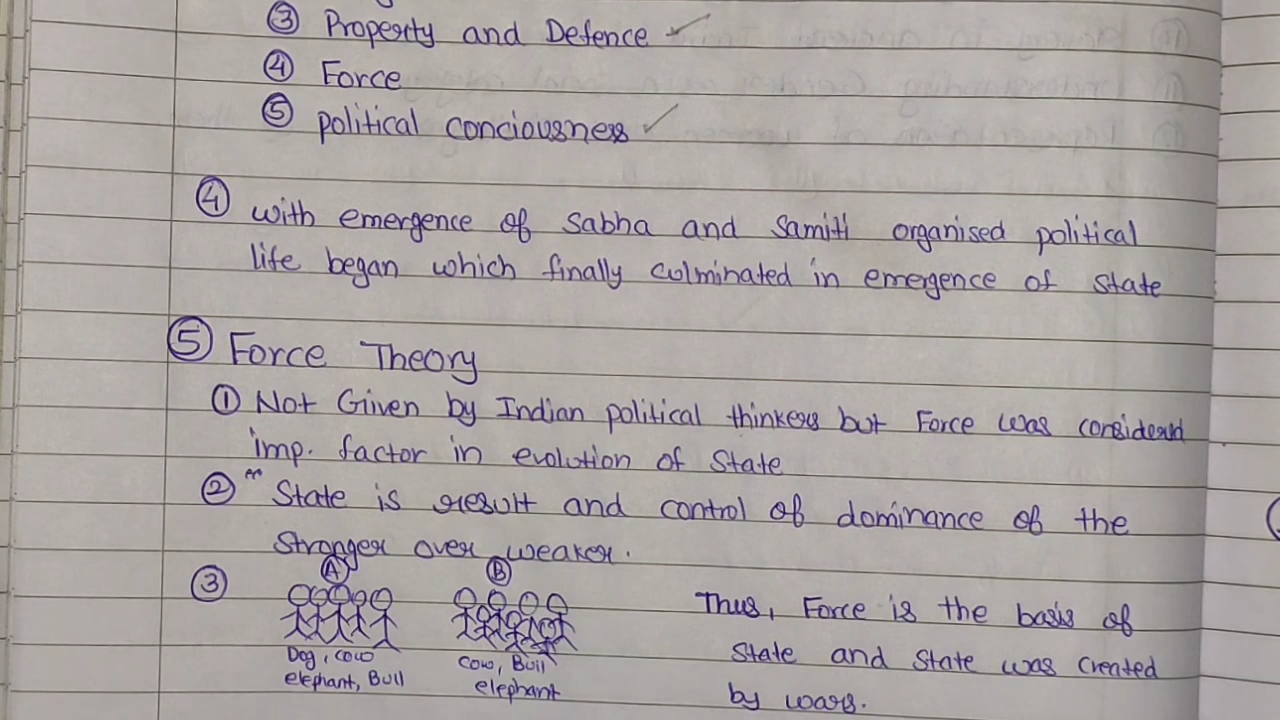 ③ Property and Defence ✓
④ Force
⑤ political conciousness ✓
④ with emergence of Sabha and Samiti organised political
life began which finally culminated in emergence of state
⑤ Force Theory
① Not Given by Indian political thinkers but Force was considered
imp. factor in evolution of State
② State is result and control of dominance of the
stronger over weaker.
③ Ⓐ Ⓑ
Thus, Force is the basis of
State and State was created
by wars.
Dog, cow
elephant, Bull
Cow, Bull
elephant